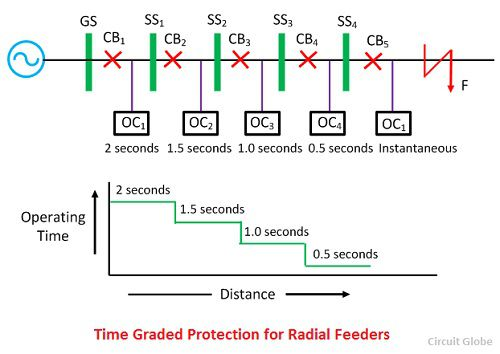 GS SS1 SS2 SS3 SS4
CB1 CB2 CB3 CB4 CB5
F
OC1 OC2 OC3 OC4 OC1
2 seconds 1.5 seconds 1.0 seconds 0.5 seconds Instantaneous
2 seconds
1.5 seconds
1.0 seconds
0.5 seconds
Operating
Time
Distance
Time Graded Protection for Radial Feeders
Circuit Globe